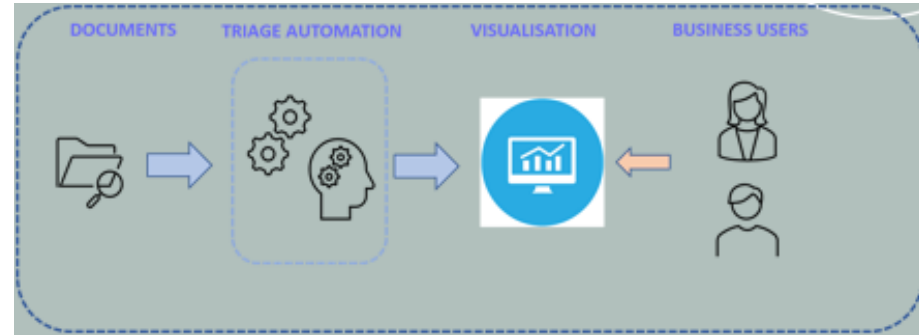 DOCUMENTS
TRIAGE AUTOMATION
VISUALISATION
BUSINESS USERS